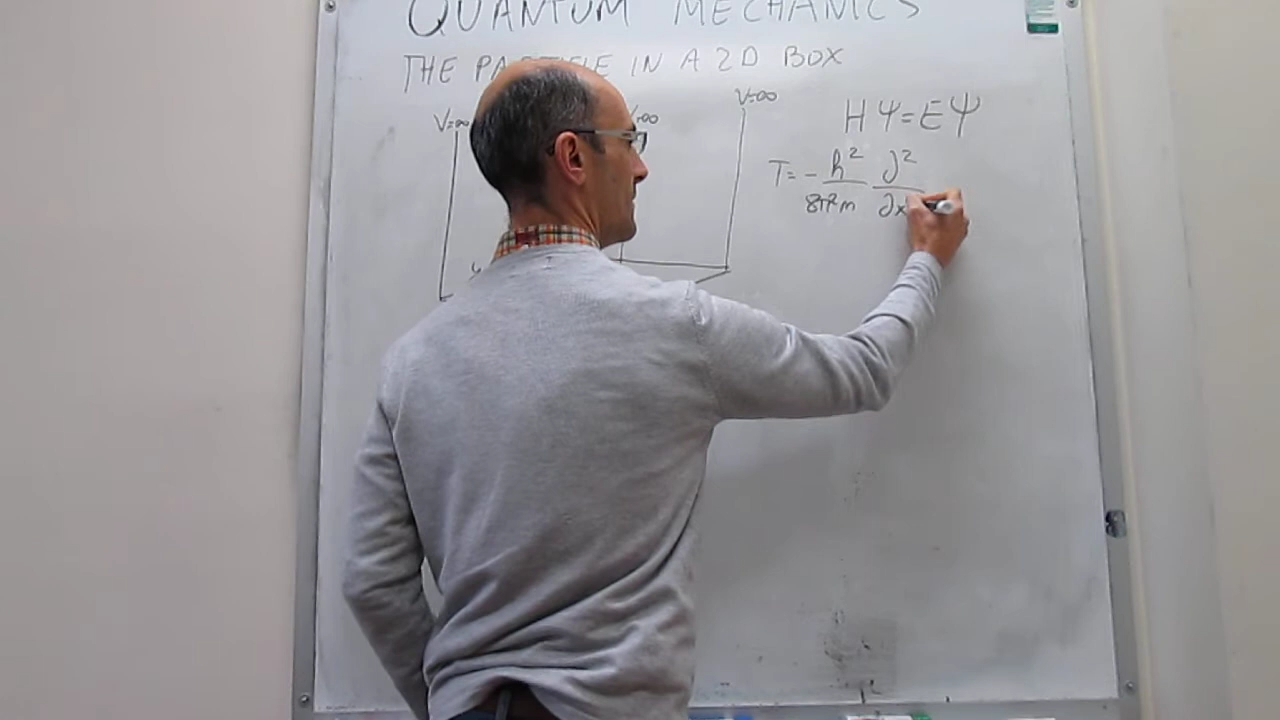 QUANTUM MECHANICS
THE PARTICLE IN A 2D BOX
V=∞ V=∞ V=∞
HΨ=EΨ
T= - h² ∂²
8π²m ∂x